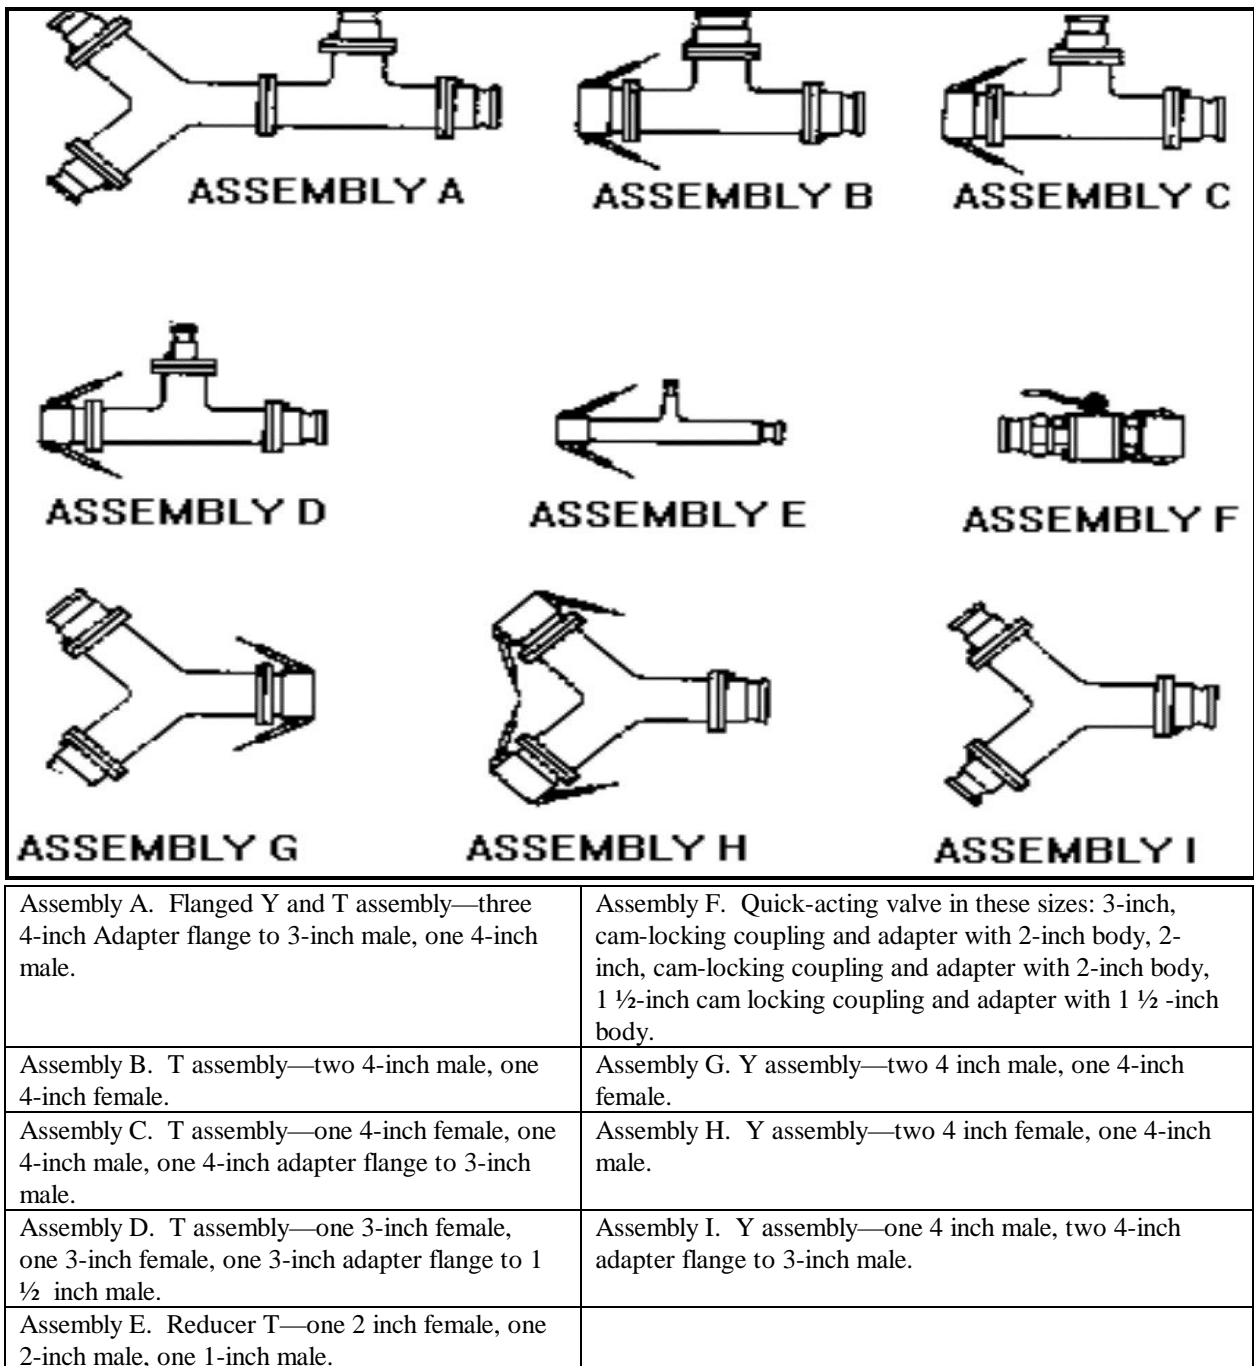 ASSEMBLY A
ASSEMBLY B
ASSEMBLY C
ASSEMBLY D
ASSEMBLY E
ASSEMBLY F
ASSEMBLY G
ASSEMBLY H
ASSEMBLY I
Assembly A.  Flanged Y and T assembly—three
4-inch Adapter flange to 3-inch male, one 4-inch
male.
Assembly F.  Quick-acting valve in these sizes: 3-inch,
cam-locking coupling and adapter with 2-inch body, 2-
inch, cam-locking coupling and adapter with 2-inch body,
1 ½-inch cam locking coupling and adapter with 1 ½ -inch
body.
Assembly B.  T assembly—two 4-inch male, one
4-inch female.
Assembly G. Y assembly—two 4 inch male, one 4-inch
female.
Assembly C.  T assembly—one 4-inch female, one
4-inch male, one 4-inch adapter flange to 3-inch
male.
Assembly H.  Y assembly—two 4 inch female, one 4-inch
male.
Assembly D.  T assembly—one 3-inch female,
one 3-inch female, one 3-inch adapter flange to 1
½  inch male.
Assembly I.  Y assembly—one 4 inch male, two 4-inch
adapter flange to 3-inch male.
Assembly E.  Reducer T—one 2 inch female, one
2-inch male, one 1-inch male.